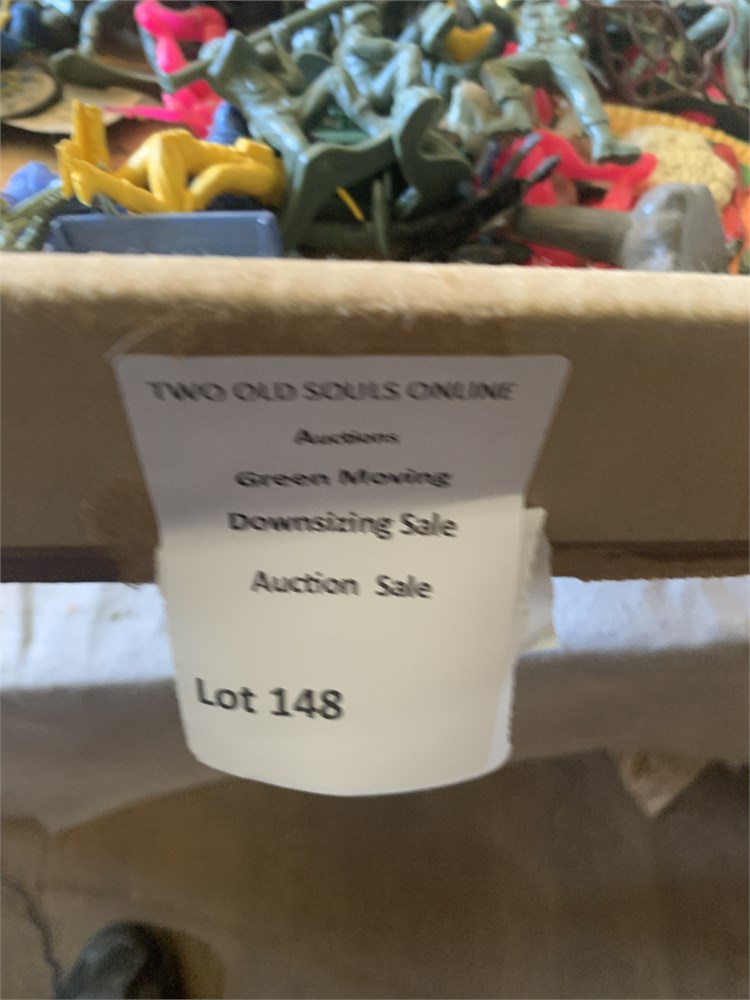 TWO OLD SOULS ONLINE
Auctions
Green Moving
Downsizing Sale
Auction Sale
Lot 148